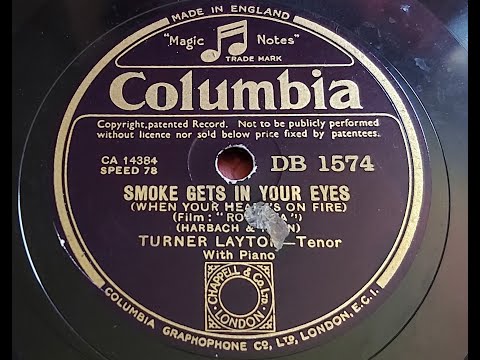 MADE IN ENGLAND
"Magic Notes"
TRADE MARK
Columbia
Copyright, patented Record. Not to be publicly performed
without licence nor sold below price fixed by patentees.
CA 14384
SPEED 78
DB 1574
SMOKE GETS IN YOUR EYES
(WHEN YOUR ON FIRE)
(Film: "
(HARBACH &
TURNER LAYTON—Tenor
With Piano
CHAPPELL & Co. LTD
LONDON
COLUMBIA GRAPHOPHONE CO, LTD, LONDON, E.C.1.